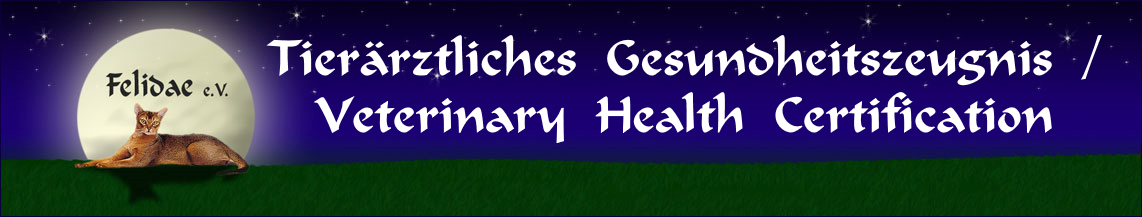 Felidae e.V.
Tierärztliches Gesundheitszeugnis /
Veterinary Health Certification